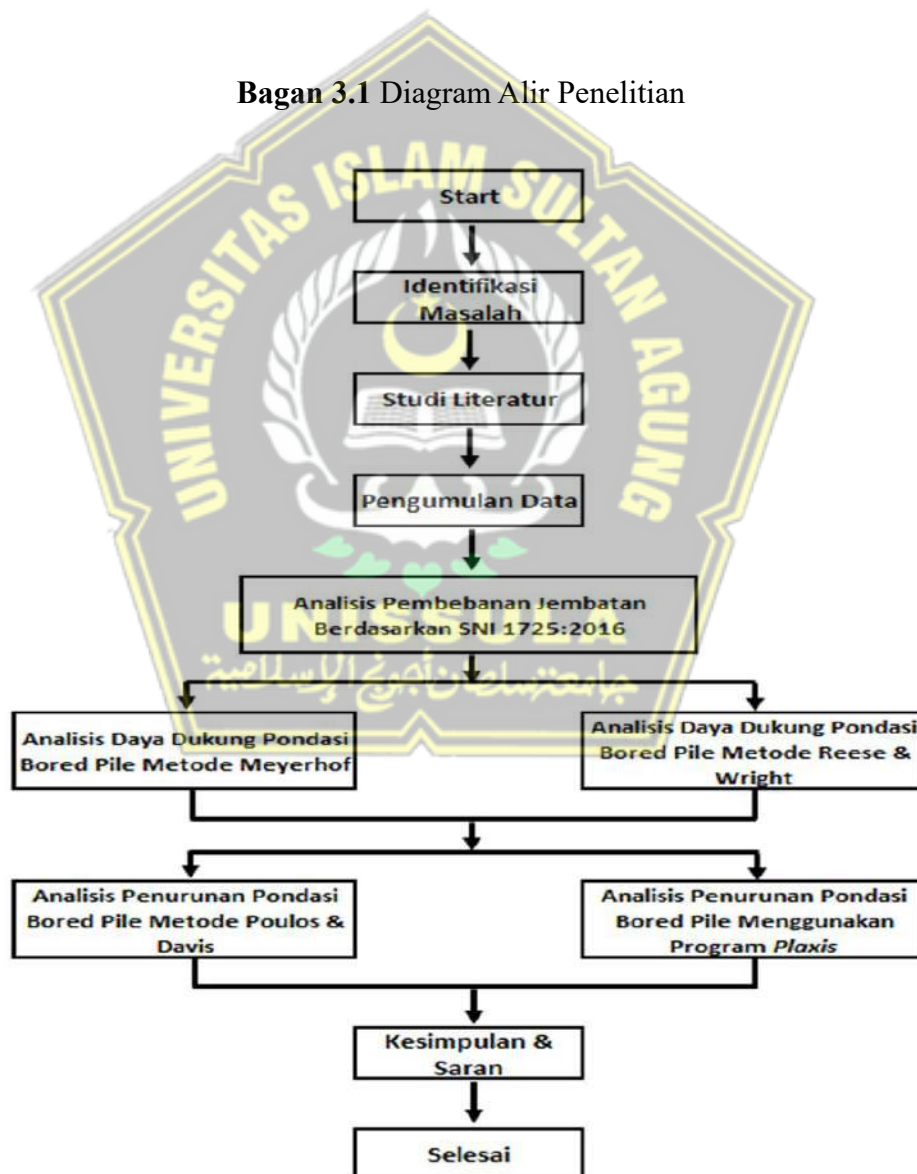 Bagan 3.1 Diagram Alir Penelitian
UNIVERSITAS ISLAM SULTAN AGUNG
Start
Identifikasi
Masalah
Studi Literatur
Pengumulan Data
Analisis Pembebanan Jembatan
Berdasarkan SNI 1725:2016
UNISSULA
جامعتسلطان أجونج الإسلامية
Analisis Daya Dukung Pondasi
Bored Pile Metode Meyerhof
Analisis Daya Dukung Pondasi
Bored Pile Metode Reese &
Wright
Analisis Penurunan Pondasi
Bored Pile Metode Poulos &
Davis
Analisis Penurunan Pondasi
Bored Pile Menggunakan
Program Plaxis
Kesimpulan &
Saran
Selesai